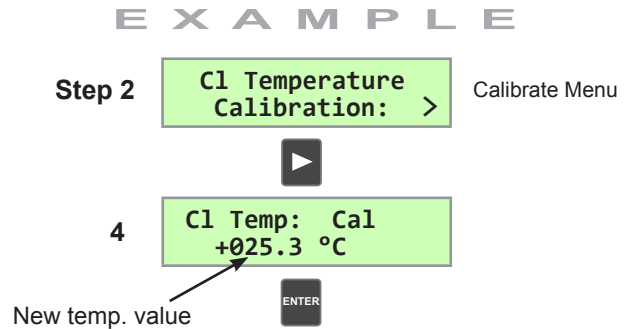 E X A M P L E
Step 2
Cl Temperature
Calibration: >
Calibrate Menu
4
Cl Temp: Cal
+025.3 °C
ENTER
New temp. value